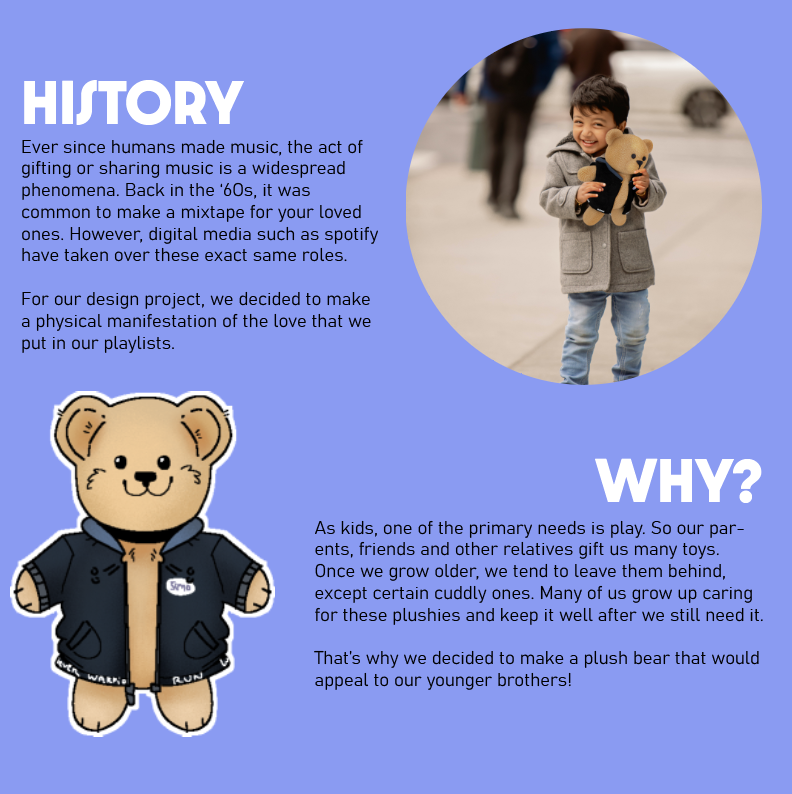 HISTORY
Ever since humans made music, the act of
gifting or sharing music is a widespread
phenomena. Back in the ‘60s, it was
common to make a mixtape for your loved
ones. However, digital media such as spotify
have taken over these exact same roles.
For our design project, we decided to make
a physical manifestation of the love that we
put in our playlists.
WHY?
As kids, one of the primary needs is play. So our par-
ents, friends and other relatives gift us many toys.
Once we grow older, we tend to leave them behind,
except certain cuddly ones. Many of us grow up caring
for these plushies and keep it well after we still need it.
That's why we decided to make a plush bear that would
appeal to our younger brothers!
RUN